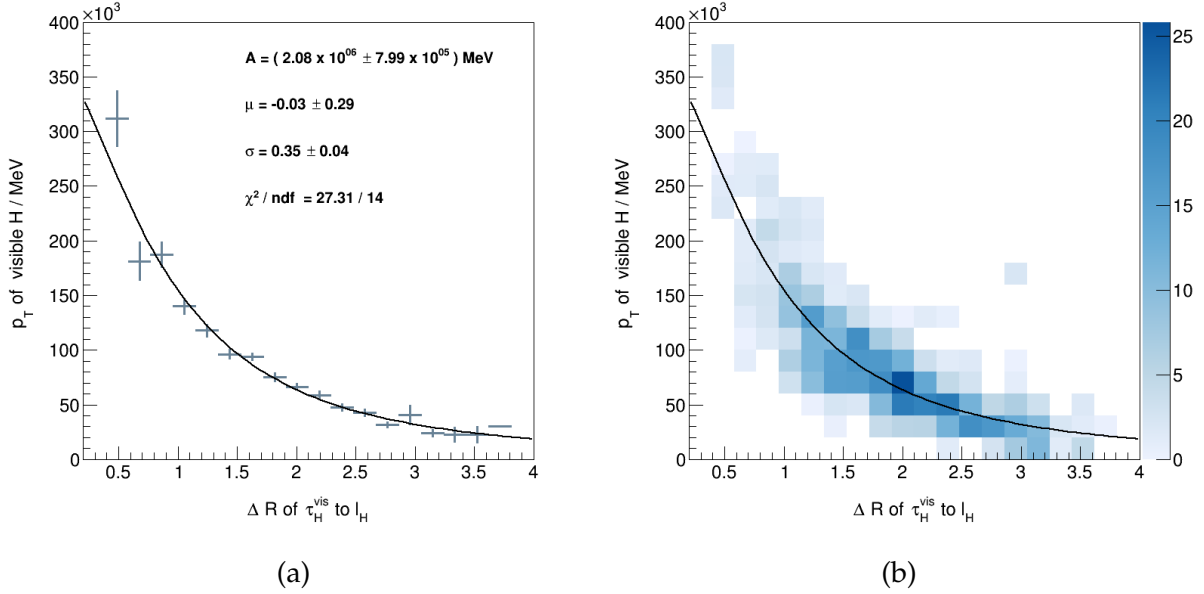 ×10³
400
350
300
250
200
150
100
50
0
p_T of visible H / MeV
A = ( 2.08 x 10⁰⁶ ± 7.99 x 10⁰⁵ ) MeV
μ = -0.03 ± 0.29
σ = 0.35 ± 0.04
χ² / ndf = 27.31 / 14
0.5 1 1.5 2 2.5 3 3.5 4
Δ R of τ_H^vis to l_H
(a)
×10³
400
350
300
250
200
150
100
50
0
p_T of visible H / MeV
0.5 1 1.5 2 2.5 3 3.5 4
Δ R of τ_H^vis to l_H
25
20
15
10
5
0
(b)